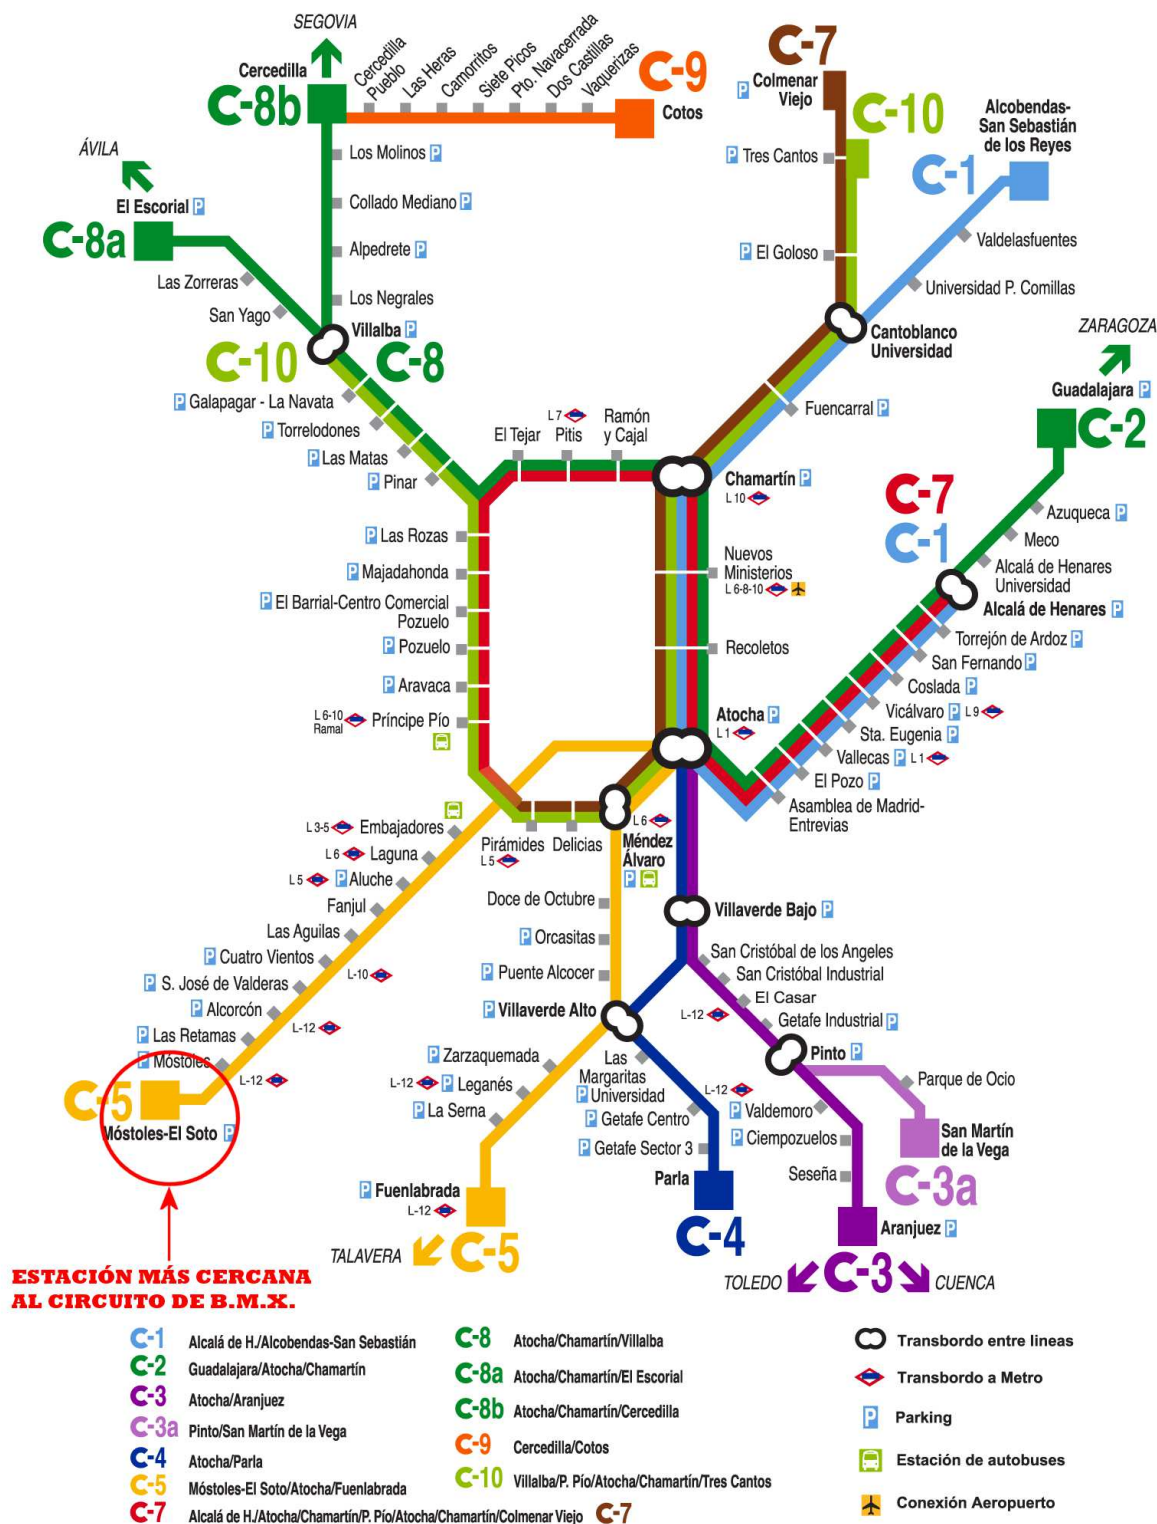 SEGOVIA
Cercedilla
C-8b
Cercedilla
Pueblo
Las Heras
Camorritos
Siete Picos
Pto. Navacerrada
Dos Castillas
Vaquerizas
C-9
Cotos
C-7
P Colmenar
Viejo
C-10
P Tres Cantos
P El Goloso
Alcobendas-
San Sebastián
de los Reyes
C-1
Valdelasfuentes
Universidad P. Comillas
Cantoblanco
Universidad
Fuencarral P
ÁVILA
El Escorial P
C-8a
Las Zorreras
San Yago
Los Molinos P
Collado Mediano P
Alpedrete P
Los Negrales
Villalba P
C-10
C-8
P Galapagar - La Navata
P Torrelodones
P Las Matas
P Pinar
P Las Rozas
P Majadahonda
P El Barrial-Centro Comercial
Pozuelo
P Pozuelo
P Aravaca
L 6-10
Ramal
Príncipe Pío
El Tejar
L 7
Pitis
Ramón
y Cajal
Chamartín P
L 10
Nuevos
Ministerios
L 6-8-10
Recoletos
Atocha P
L 1
ZARAGOZA
Guadalajara P
C-2
C-7
C-1
Azuqueca P
Meco
Alcalá de Henares
Universidad
Alcalá de Henares P
Torrejón de Ardoz P
San Fernando P
Coslada P
Vicálvaro P L 9
Sta. Eugenia P
Vallecas P L 1
El Pozo P
Asamblea de Madrid-
Entrevias
L 3-5 Embajadores
L 6 Laguna
L 5 P Aluche
Fanjul
Las Aguilas
P Cuatro Vientos
L-10
P S. José de Valderas
P Alcorcón
L-12
P Las Retamas
P Móstoles
L-12
C-5
Móstoles-El Soto P
Pirámides
L 5
Delicias
L 6
Méndez
Álvaro
P
Doce de Octubre
P Orcasitas
P Puente Alcocer
P Villaverde Alto
P Zarzaquemada
L-12 P Leganés
P La Serna
P Fuenlabrada
L-12
TALAVERA
C-5
Villaverde Bajo P
San Cristóbal de los Angeles
San Cristóbal Industrial
El Casar
L-12
Getafe Industrial P
Pinto P
Las
Margaritas
P Universidad
L-12
P Getafe Centro
P Getafe Sector 3
Parla
C-4
Parque de Ocio
San Martín
de la Vega
C-3a
P Valdemoro
P Ciempozuelos
Seseña
Aranjuez P
TOLEDO
C-3
CUENCA
ESTACIÓN MÁS CERCANA
AL CIRCUITO DE B.M.X.
C-1 Alcalá de H./Alcobendas-San Sebastián
C-2 Guadalajara/Atocha/Chamartín
C-3 Atocha/Aranjuez
C-3a Pinto/San Martín de la Vega
C-4 Atocha/Parla
C-5 Móstoles-El Soto/Atocha/Fuenlabrada
C-7 Alcalá de H./Atocha/Chamartín/P. Pío/Atocha/Chamartín/Colmenar Viejo C-7
C-8 Atocha/Chamartín/Villalba
C-8a Atocha/Chamartín/El Escorial
C-8b Atocha/Chamartín/Cercedilla
C-9 Cercedilla/Cotos
C-10 Villalba/P. Pío/Atocha/Chamartín/Tres Cantos
Transbordo entre lineas
Transbordo a Metro
P Parking
Estación de autobuses
Conexión Aeropuerto